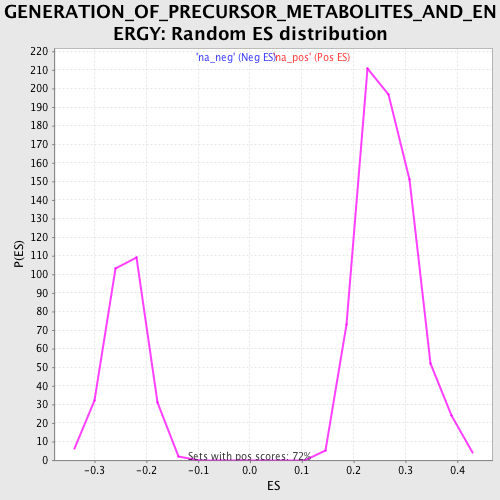 GENERATION_OF_PRECURSOR_METABOLITES_AND_EN
ERGY: Random ES distribution
'na_neg' (Neg ES)
na_pos' (Pos ES)
220
210
200
190
180
170
160
150
140
130
120
110
100
90
80
70
60
50
40
30
20
10
0
P(ES)
Sets with pos scores: 72%
-0.3 -0.2 -0.1 0.0 0.1 0.2 0.3 0.4
ES